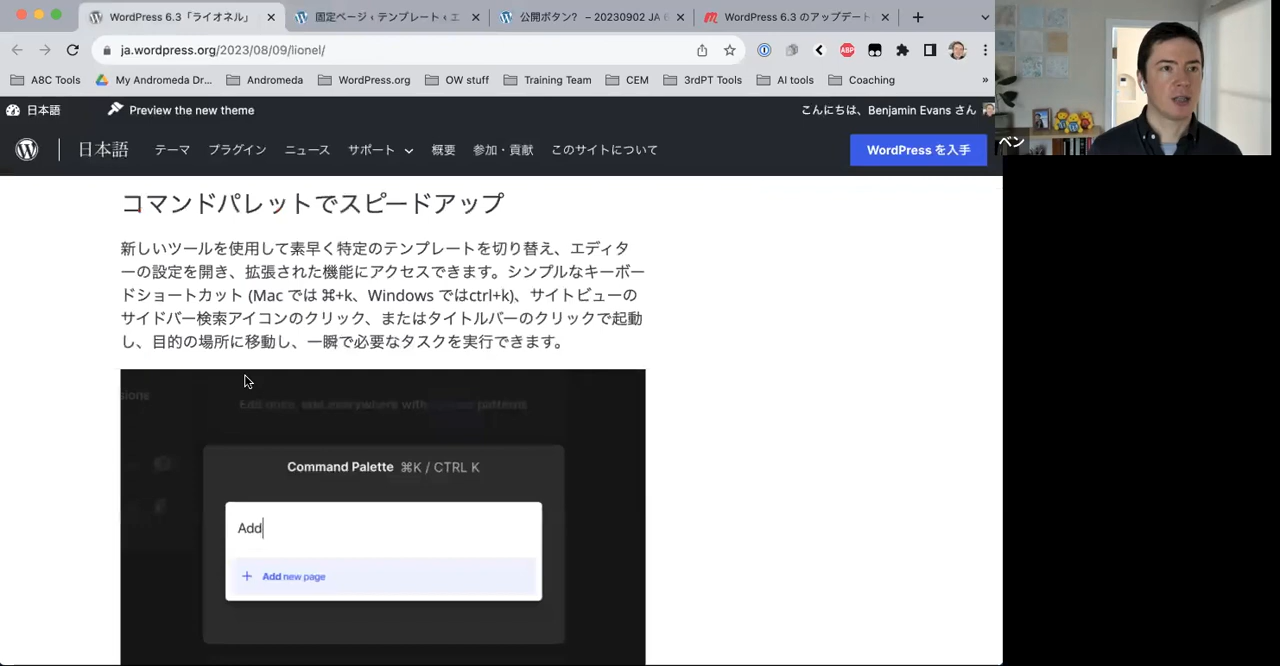 WordPress 6.3「ライオネル」
固定ページ ‹ テンプレート ‹ エ
公開ボタン? – 20230902 JA 6
WordPress 6.3 のアップデート
ja.wordpress.org/2023/08/09/lionel/
ABP
A8C Tools
My Andromeda Dr...
Andromeda
WordPress.org
OW stuff
Training Team
CEM
3rdPT Tools
AI tools
Coaching
»
日本語
Preview the new theme
こんにちは、Benjamin Evans さん
日本語
テーマ
プラグイン
ニュース
サポート
概要
参加・貢献
このサイトについて
WordPress を入手
ベン
コマンドパレットでスピードアップ
新しいツールを使用して素早く特定のテンプレートを切り替え、エディタ
ーの設定を開き、拡張された機能にアクセスできます。シンプルなキーボー
ドショートカット (Mac では ⌘+k、Windows ではctrl+k)、サイトビューの
サイドバー検索アイコンのクリック、またはタイトルバーのクリックで起動
し、目的の場所に移動し、一瞬で必要なタスクを実行できます。
Command Palette ⌘K / CTRL K
Add
+ Add new page